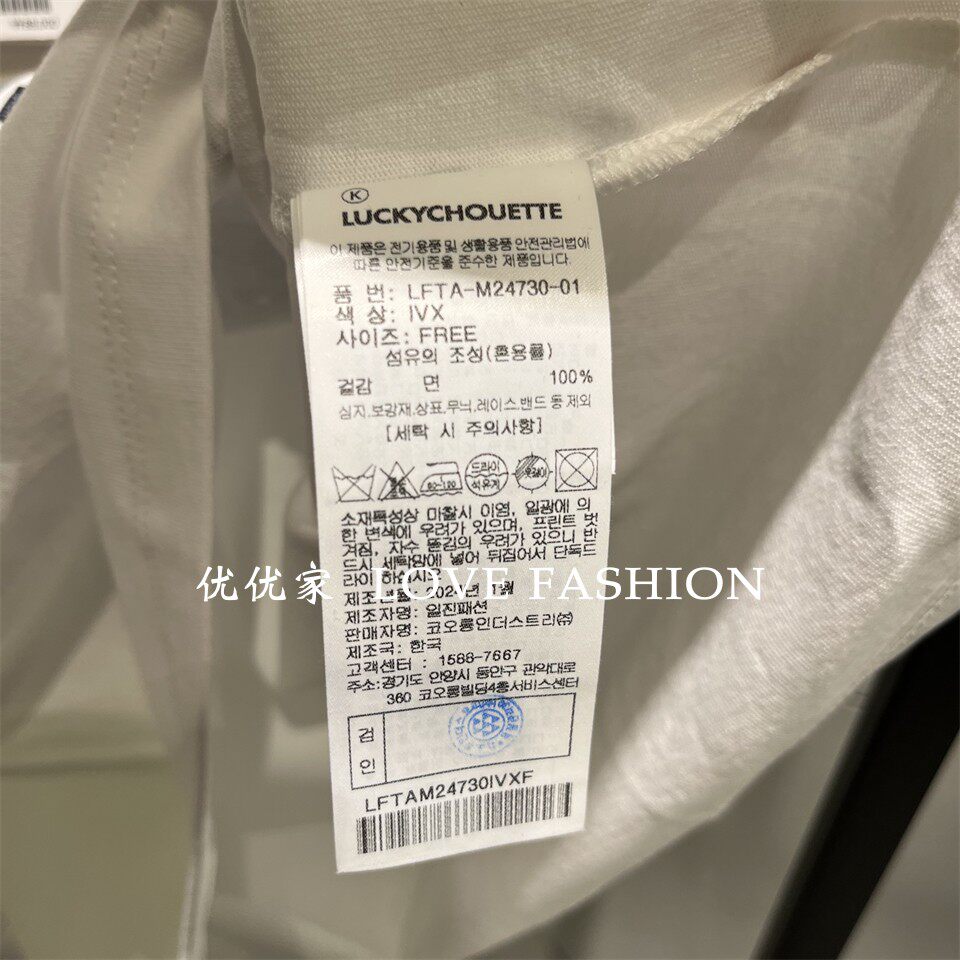 K
LUCKYCHOUETTE
이 제품은 전기용품 및 생활용품 안전관리법에
따른 안전기준을 준수한 제품입니다.
품 번: LFTA-M24730-01
색 상: IVX
사이즈: FREE
섬유의 조성(혼용률)
겉감 면 100%
심지,보강재,상표,무늬,레이스,밴드 등 제외
[세탁 시 주의사항]
드라이
석유계
소재특성상 마찰시 이염, 일광에 의
한 변색에 우려가 있으며, 프린트 벗
겨짐, 자수 뜯김의 우려가 있으니 반
드시 세탁망에 넣어 뒤집어서 단독드
라이 하십시오
优优家 LOVE FASHION
제조자명: 일진패션
판매자명: 코오롱인더스트리㈜
제조국: 한국
고객센터 : 1588-7667
주소:경기도 안양시 동안구 관악대로
360 코오롱빌딩4층서비스센터
검
인
LFTAM24730IVXF